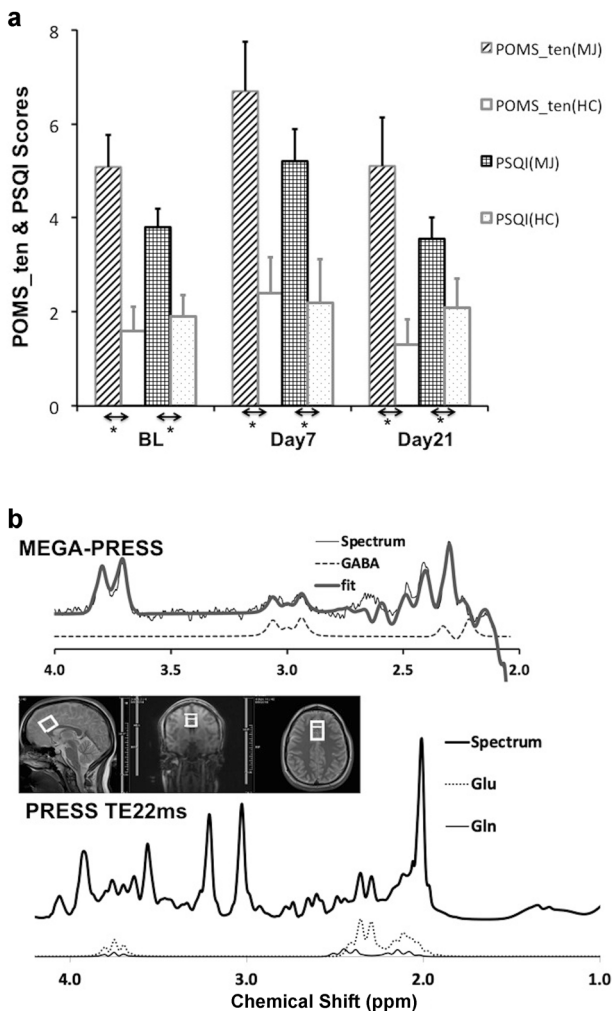 a
8
6
4
2
0
POMS_ten & PSQI Scores
POMS_ten(MJ)
POMS_ten(HC)
PSQI(MJ)
PSQI(HC)
* * * * * *
BL Day7 Day21
b
MEGA-PRESS
Spectrum
GABA
fit
4.0 3.5 3.0 2.5 2.0
PRESS TE22ms
Spectrum
Glu
Gln
4.0 3.0 2.0 1.0
Chemical Shift (ppm)